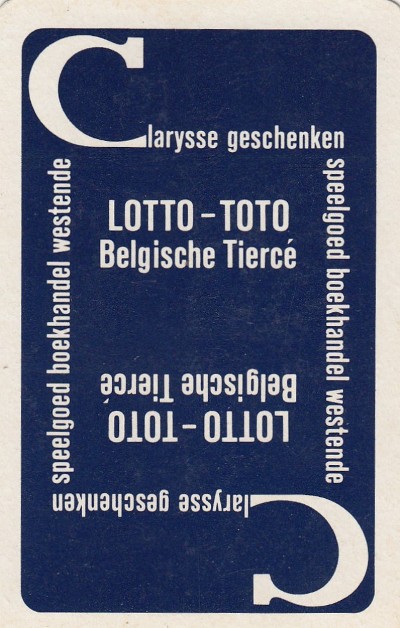 Clarysse geschenken
speelgoed boekhandel westende
LOTTO - TOTO
Belgische Tiercé
speelgoed boekhandel westende
LOTTO - TOTO
Belgische Tiercé
Clarysse geschenken